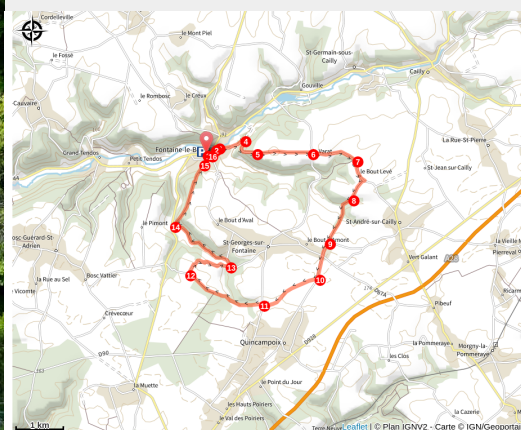 Cordelleville
le Mont Piel
le Fossé
St-Germain-sous-
Cailly
Cailly
Gouville
le Rombosc
le Creux
Cauvaire
4
la Rue-St-Pierre
Fontaine-le-B
2
16
5
6
7
Grand Tendos
Petit Tendos
15
le Bout Lévé
St-Jean sur Cailly
8
14
le Pimont
le Bout d'Aval
St-André-sur-Cailly
St-Georges-sur-
Fontaine
9
Bosc Guérard-St-
Adrien
Vert Galant
Pierreval
13
12
10
la Rue au Sel
Bosc Vattier
Vicomte
11
Pibeuf
Crèvecœur
Quincampoix
D928
la Pommeraye
Morgny-la-
Pommeraye
D90
les Clos
la Muette
le Point du Jour
les Hauts Poiriers
la Cazerie
le Val des Poiriers
1 km
Leaflet | © Plan IGNV2 - Carte © IGN/Geoportai